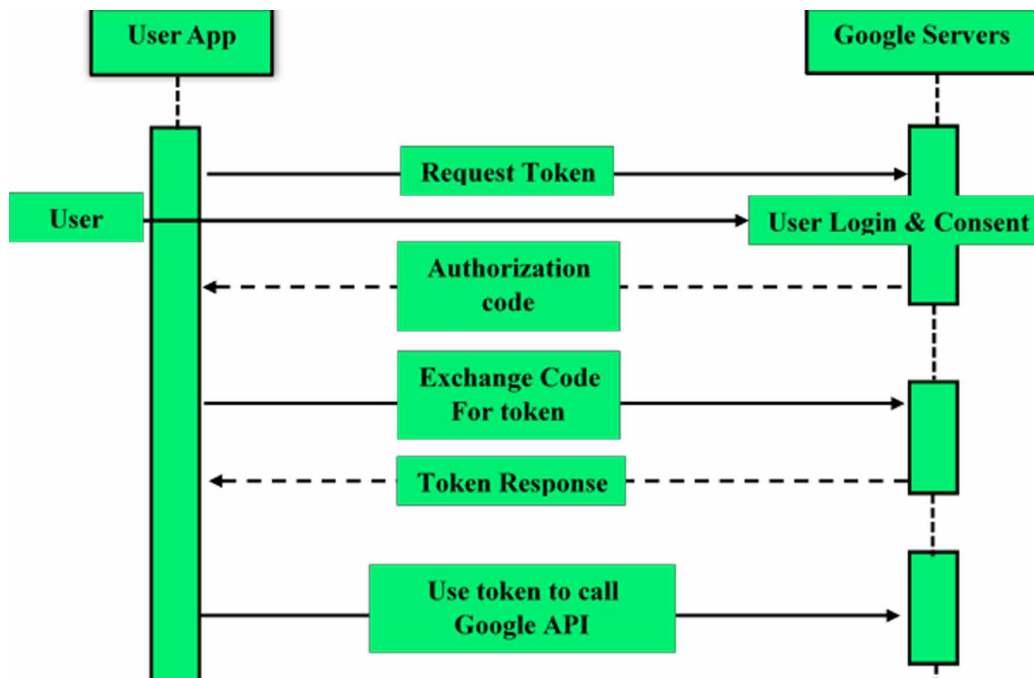 User App
Google Servers
Request Token
User
User Login & Consent
Authorization
code
Exchange Code
For token
Token Response
Use token to call
Google API